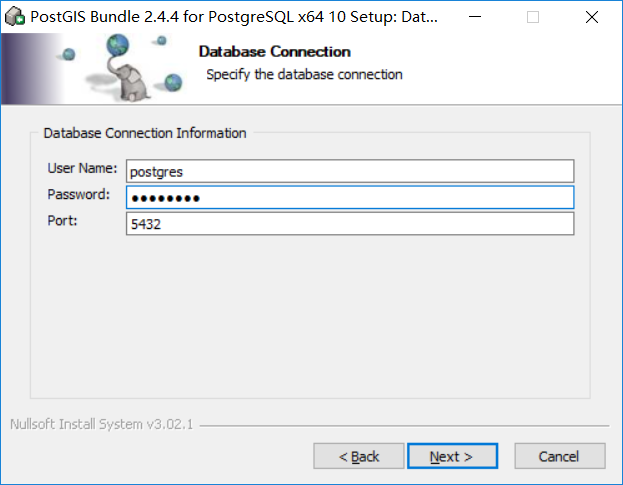 PostGIS Bundle 2.4.4 for PostgreSQL x64 10 Setup: Dat...
Database Connection
Specify the database connection
Database Connection Information
User Name: postgres
Password: ●●●●●●●●
Port: 5432
Nullsoft Install System v3.02.1
< Back Next > Cancel